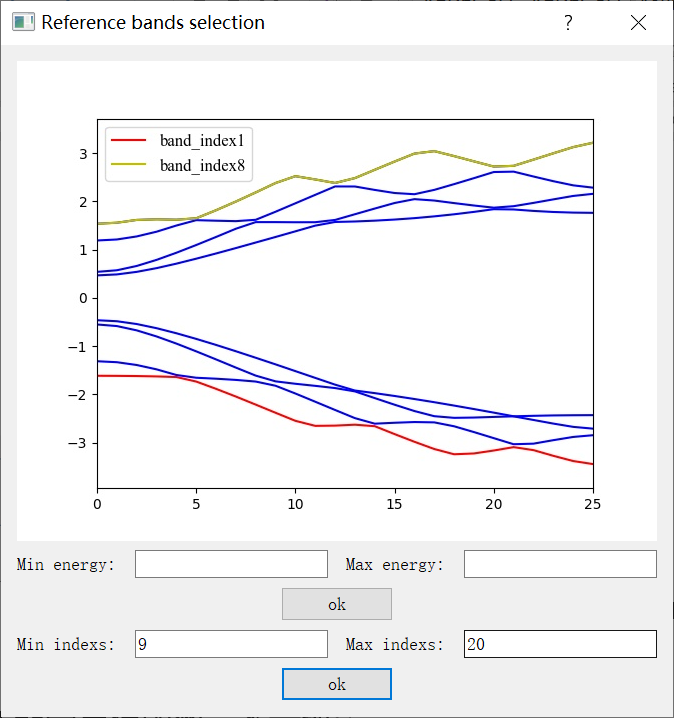 Reference bands selection
?
band_index1
band_index8
3
2
1
0
−1
−2
−3
0 5 10 15 20 25
Min energy: Max energy:
ok
Min indexs: 9 Max indexs: 20
ok